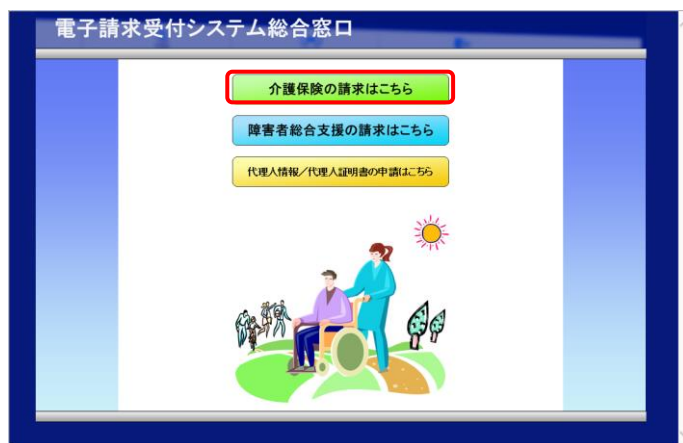 電子請求受付システム総合窓口
介護保険の請求はこちら
障害者総合支援の請求はこちら
代理人情報／代理人証明書の申請はこちら